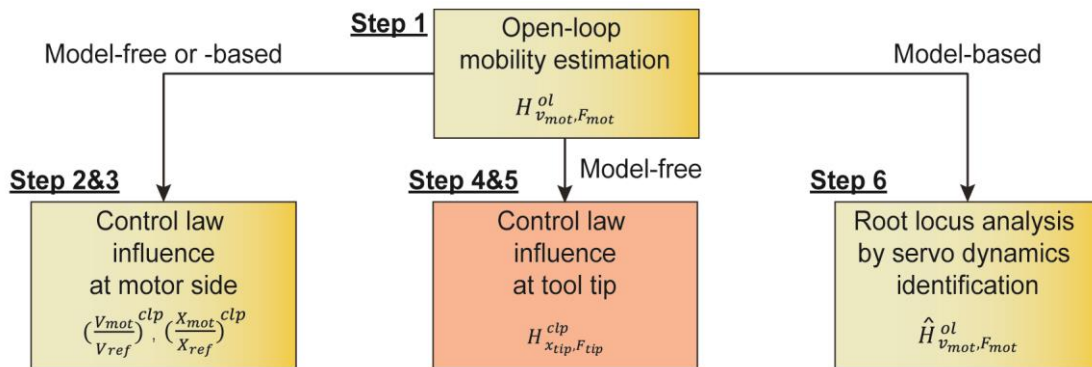 Step 1
Open-loop
mobility estimation
H^{ol}_{v_{mot},F_{mot}}
Model-free or -based
Model-based
Model-free
Step 2&3
Control law
influence
at motor side
(\frac{V_{mot}}{V_{ref}})^{clp}, (\frac{X_{mot}}{X_{ref}})^{clp}
Step 4&5
Control law
influence
at tool tip
H^{clp}_{x_{tip},F_{tip}}
Step 6
Root locus analysis
by servo dynamics
identification
\hat{H}^{ol}_{v_{mot},F_{mot}}